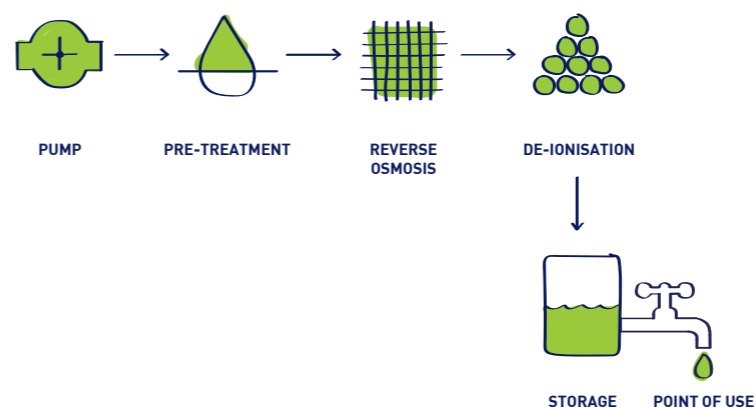 PUMP
PRE-TREATMENT
REVERSE
OSMOSIS
DE-IONISATION
STORAGE
POINT OF USE